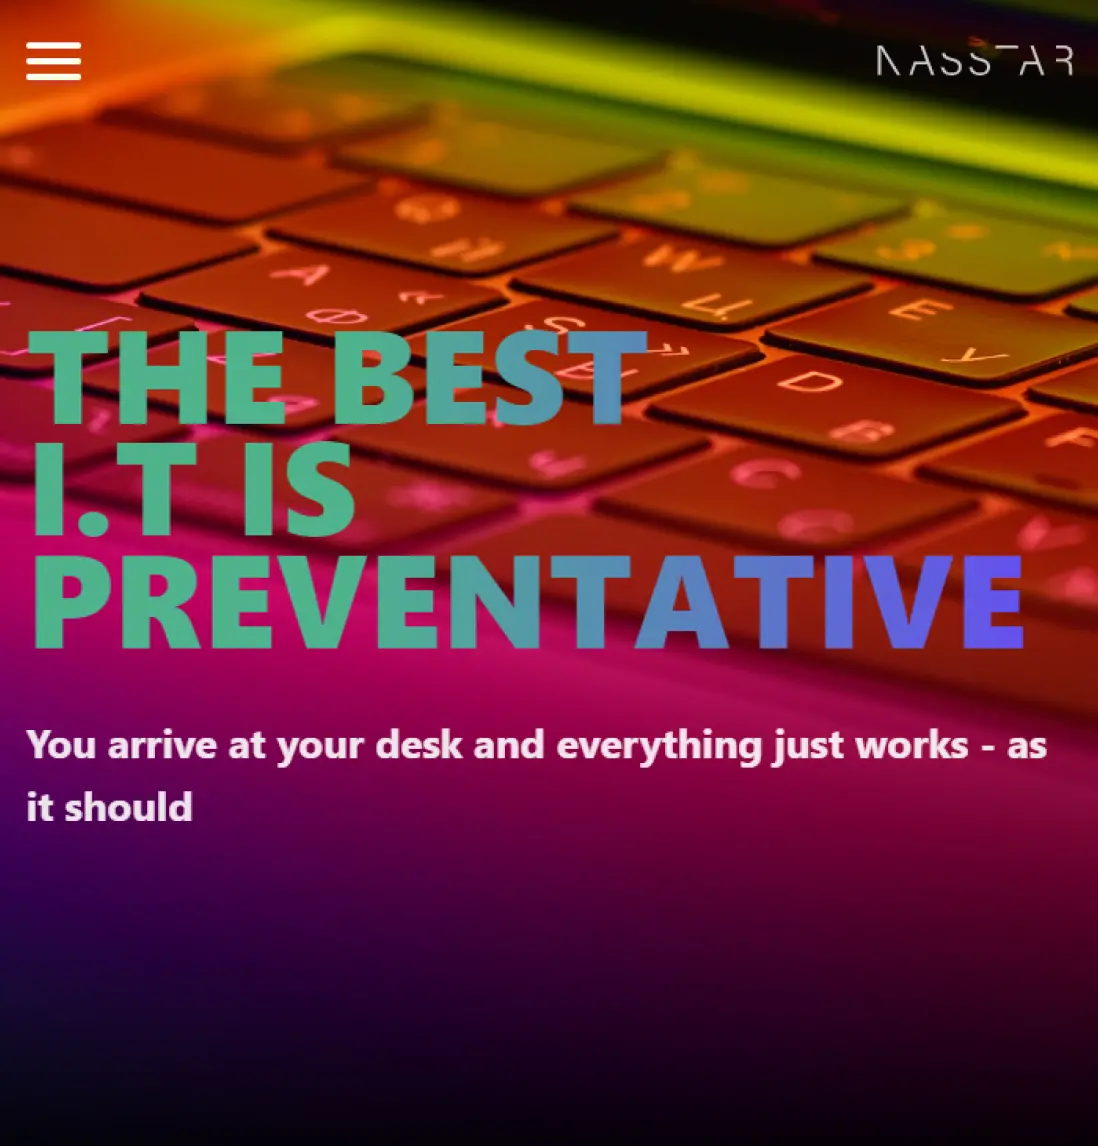 NASSTAR
THE BEST
I.T IS
PREVENTATIVE
You arrive at your desk and everything just works - as
it should
W
Ц
E
У
A
«
Ф
S
»
D
В
F
C
С